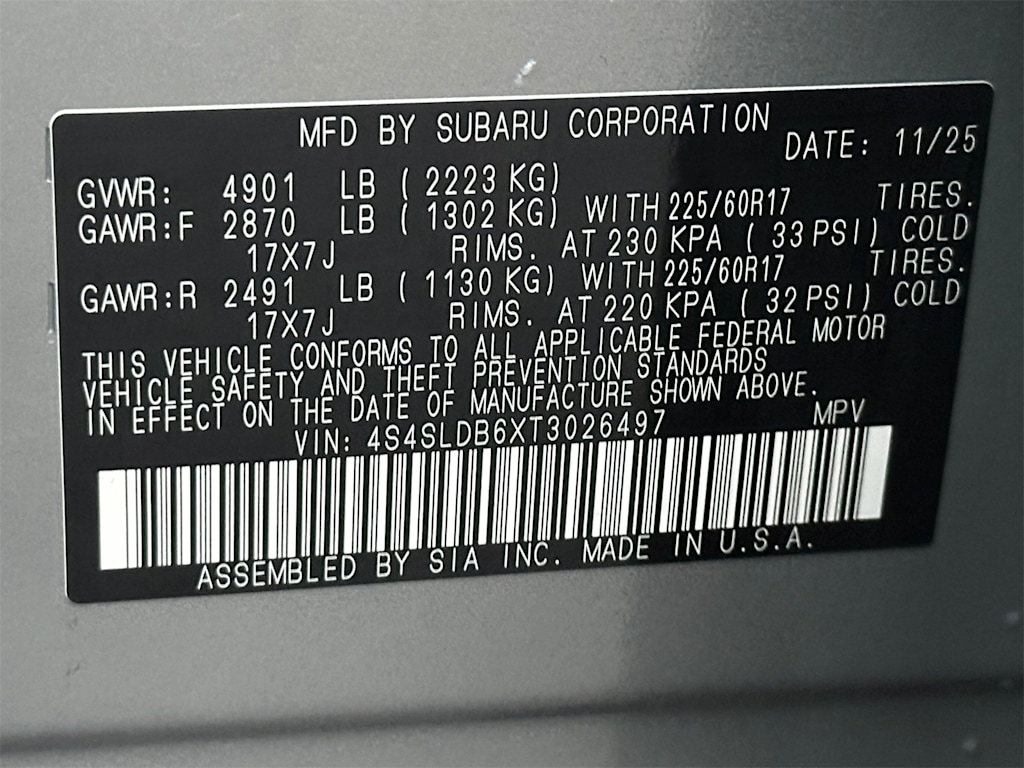 MFD BY SUBARU CORPORATION
DATE: 11/25
GVWR: 4901 LB ( 2223 KG)
GAWR:F 2870 LB ( 1302 KG) WITH 225/60R17 TIRES.
17X7J RIMS. AT 230 KPA ( 33 PSI) COLD
GAWR:R 2491 LB ( 1130 KG) WITH 225/60R17 TIRES.
17X7J RIMS. AT 220 KPA ( 32 PSI) COLD
THIS VEHICLE CONFORMS TO ALL APPLICABLE FEDERAL MOTOR
VEHICLE SAFETY AND THEFT PREVENTION STANDARDS
IN EFFECT ON THE DATE OF MANUFACTURE SHOWN ABOVE.
VIN: 4S4SLDB6XT3026497 MPV
ASSEMBLED BY SIA INC. MADE IN U.S.A.